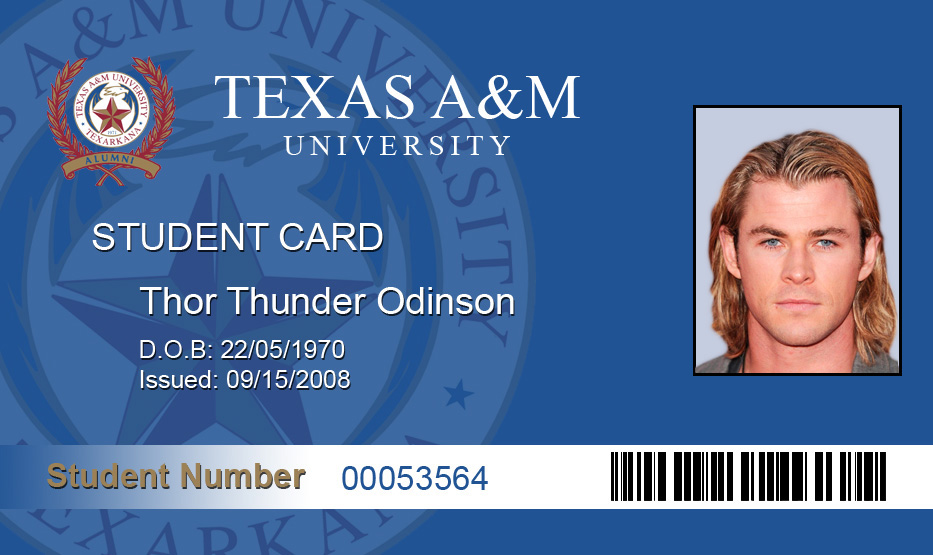 TEXAS A&M UNIVERSITY
TEXARKANA
1971
ALUMNI
TEXAS A&M
UNIVERSITY
STUDENT CARD
Thor Thunder Odinson
D.O.B: 22/05/1970
Issued: 09/15/2008
Student Number 00053564
A&M UNIVERSITY
TEXARKANA